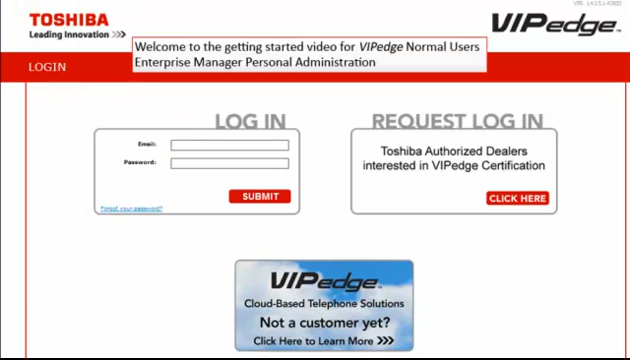 TOSHIBA
Leading Innovation >>>
VIPedge™
Welcome to the getting started video for VIPedge Normal Users
Enterprise Manager Personal Administration
LOGIN
LOG IN
Email:
Password:
SUBMIT
Forgot your password?
REQUEST LOG IN
Toshiba Authorized Dealers
interested in VIPedge Certification
CLICK HERE
VIPedge™
Cloud-Based Telephone Solutions
Not a customer yet?
Click Here to Learn More >>>